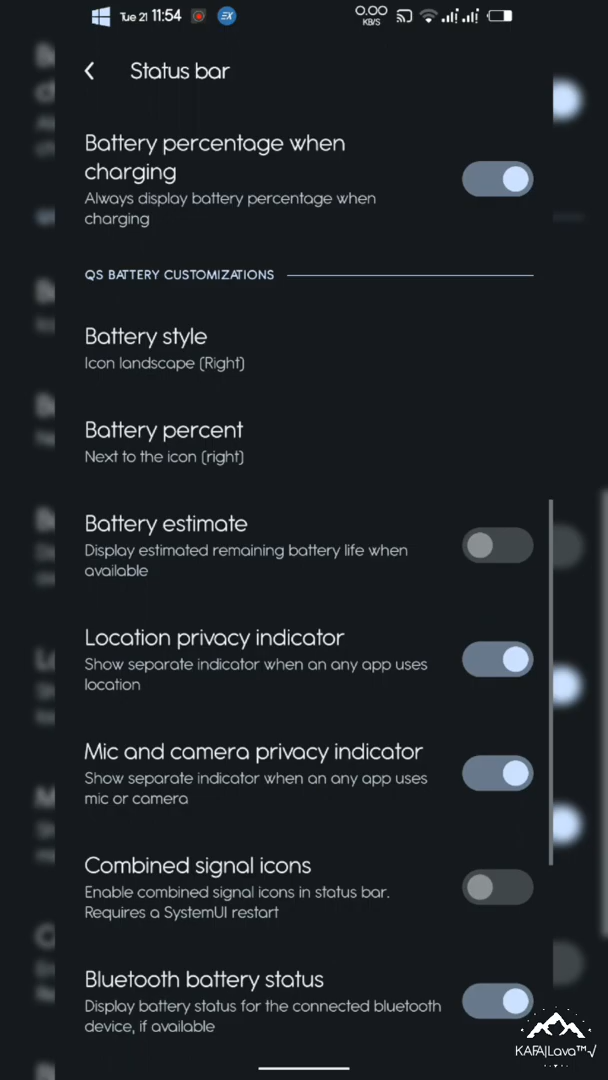 Tue 21 11:54
EX
0.00
KB/S
Status bar
Battery percentage when
charging
Always display battery percentage when
charging
QS BATTERY CUSTOMIZATIONS
Battery style
Icon landscape (Right)
Battery percent
Next to the icon (right)
Battery estimate
Display estimated remaining battery life when
available
Location privacy indicator
Show separate indicator when an any app uses
location
Mic and camera privacy indicator
Show separate indicator when an any app uses
mic or camera
Combined signal icons
Enable combined signal icons in status bar.
Requires a SystemUI restart
Bluetooth battery status
Display battery status for the connected bluetooth
device, if available
KAFA|Lava™√